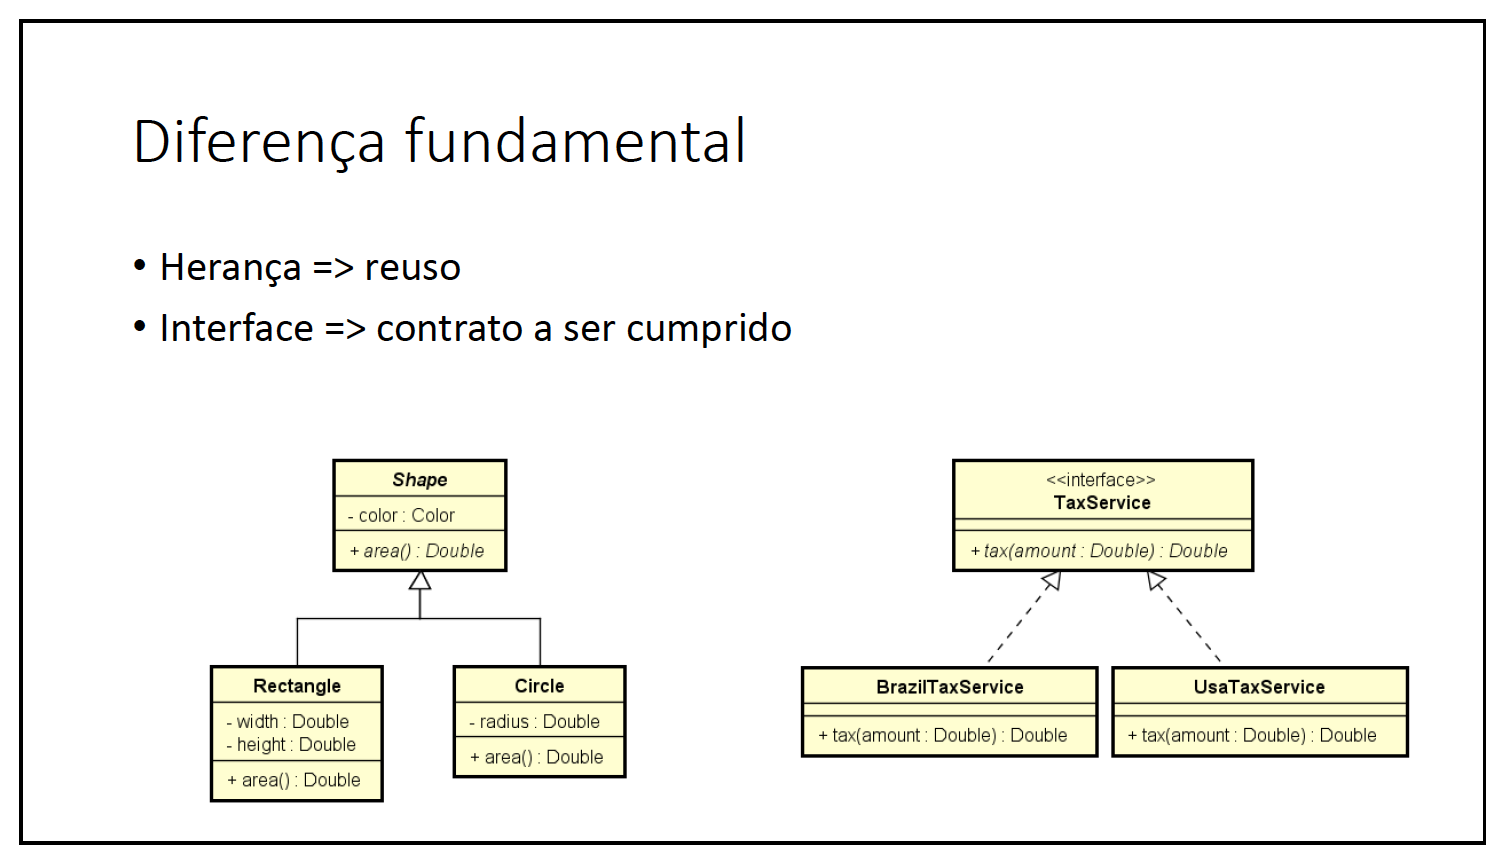 Diferença fundamental
• Herança => reuso
• Interface => contrato a ser cumprido
Shape
- color : Color
+ area() : Double
Rectangle
- width : Double
- height : Double
+ area() : Double
Circle
- radius : Double
+ area() : Double
<<interface>>
TaxService
+ tax(amount : Double) : Double
BrazilTaxService
+ tax(amount : Double) : Double
UsaTaxService
+ tax(amount : Double) : Double